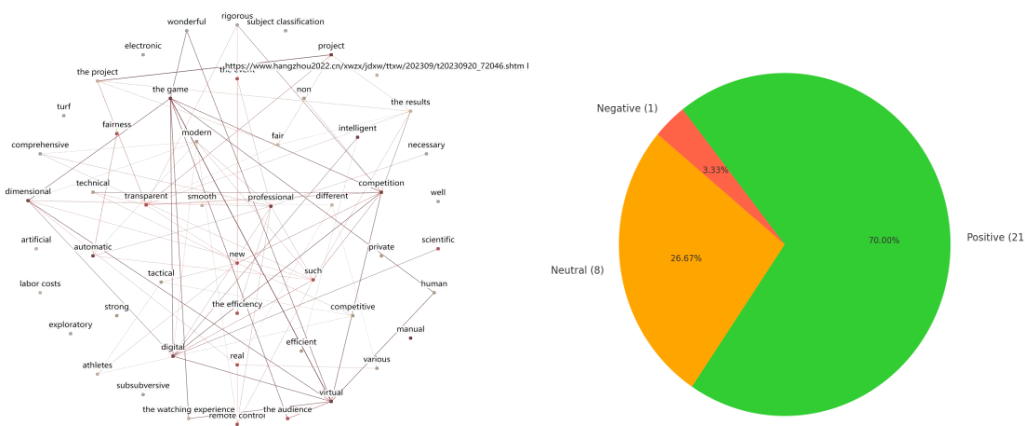 rigorous
wonderful
subject classification
electronic
project
https://www.hangzhou2022.cn/xwzx/jdxw/ttxw/202309/t20230920_72046.shtm l
the project
the event
the game
non
the results
turf
fairness
modern
fair
intelligent
comprehensive
necessary
dimensional
technical
transparent
smooth
professional
different
competition
well
artificial
automatic
new
private
scientific
tactical
such
labor costs
human
strong
the efficiency
competitive
exploratory
manual
digital
real
efficient
athletes
various
subsubversive
virtual
the watching experience
remote control
the audience
Negative (1)
3.33%
Positive (21
70.00%
26.67%
Neutral (8)